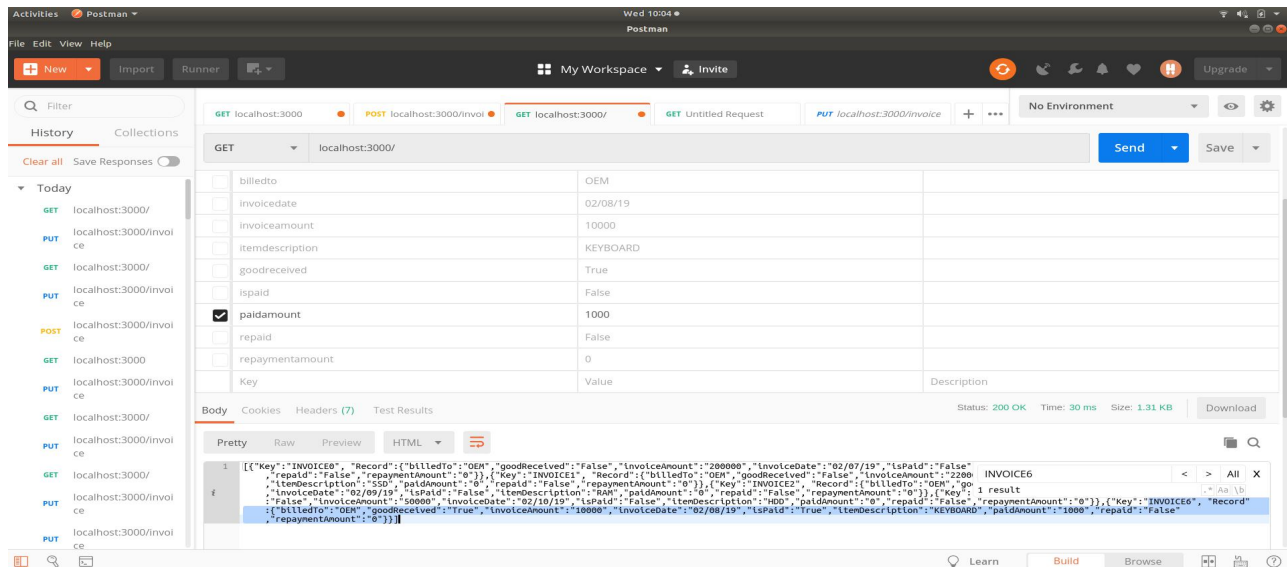 Activities Postman Wed 10:04
Postman
File Edit View Help
New Import Runner My Workspace Invite Upgrade
Filter
History Collections
Clear all Save Responses
Today
GET localhost:3000/
PUT localhost:3000/invoi
ce
GET localhost:3000/
PUT localhost:3000/invoi
ce
POST localhost:3000/invoi
ce
GET localhost:3000
PUT localhost:3000/invoi
ce
GET localhost:3000/
PUT localhost:3000/invoi
ce
GET localhost:3000/
PUT localhost:3000/invoi
ce
PUT localhost:3000/invoi
ce
GET localhost:3000 POST localhost:3000/invoi GET localhost:3000/ GET Untitled Request PUT localhost:3000/invoice + ••• No Environment
GET localhost:3000/ Send Save
billedto OEM
invoicedate 02/08/19
invoiceamount 10000
itemdescription KEYBOARD
goodreceived True
ispaid False
paidamount 1000
repaid False
repaymentamount 0
Key Value Description
Body Cookies Headers (7) Test Results Status: 200 OK Time: 30 ms Size: 1.31 KB Download
Pretty Raw Preview HTML
1 [{"Key":"INVOICE0", "Record":{"billedTo":"OEM","goodReceived":"False","invoiceAmount":"200000","invoiceDate":"02/07/19","isPaid":"False"
,"repaid":"False","repaymentAmount":"0"}},{"Key":"INVOICE1", "Record":{"billedTo":"OEM","goodReceived":"False","invoiceAmount":"2200
,"itemDescription":"SSD","paidAmount":"0","repaid":"False","repaymentAmount":"0"}},{"Key":"INVOICE2", "Record":{"billedTo":"OEM","go
,"invoiceDate":"02/09/19","isPaid":"False","itemDescription":"RAM","paidAmount":"0","repaid":"False","repaymentAmount":"0"}},{"Key":
:"False","invoiceAmount":"50000","invoiceDate":"02/10/19","isPaid":"False","itemDescription":"HDD","paidAmount":"0","repaid":"False","repaymentAmount":"0"}},{"Key":"INVOICE6", "Record"
:{"billedTo":"OEM","goodReceived":"True","invoiceAmount":"10000","invoiceDate":"02/08/19","isPaid":"True","itemDescription":"KEYBOARD","paidAmount":"1000","repaid":"False"
,"repaymentAmount":"0"}}]
INVOICE6 < > All X
1 result .* Aa \b
Learn Build Browse